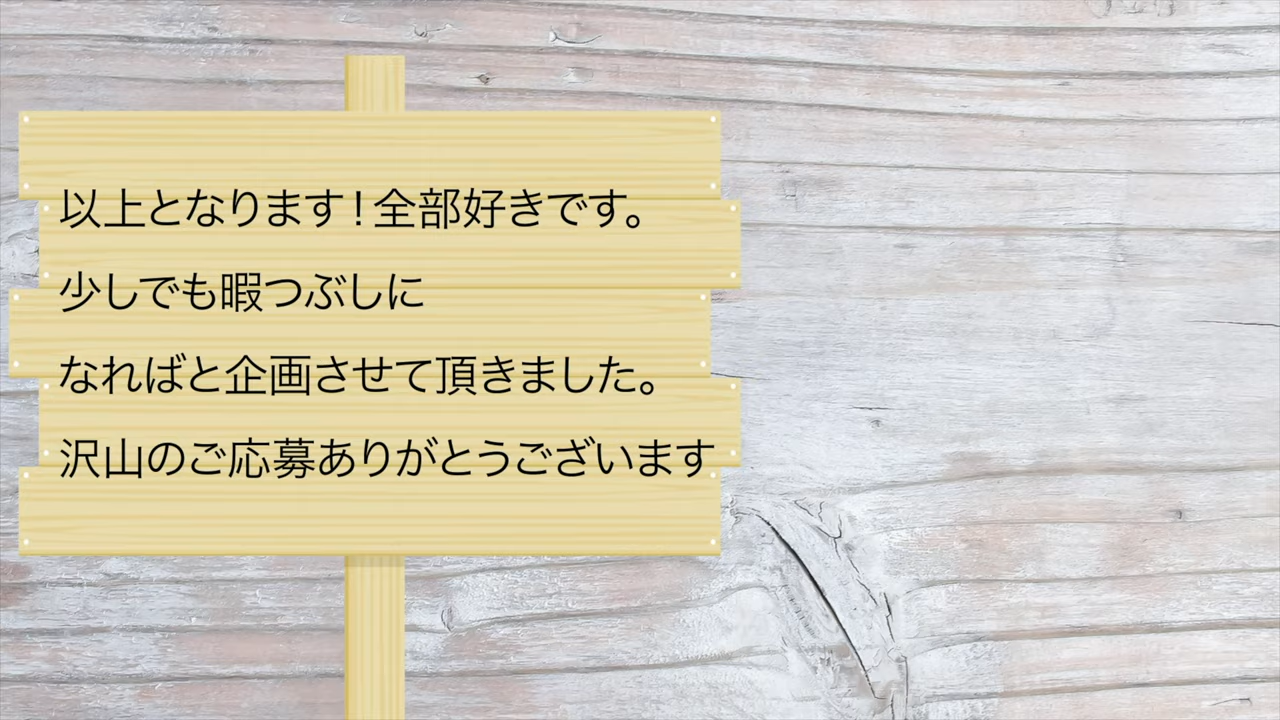 以上となります！全部好きです。
少しでも暇つぶしに
なればと企画させて頂きました。
沢山のご応募ありがとうございます